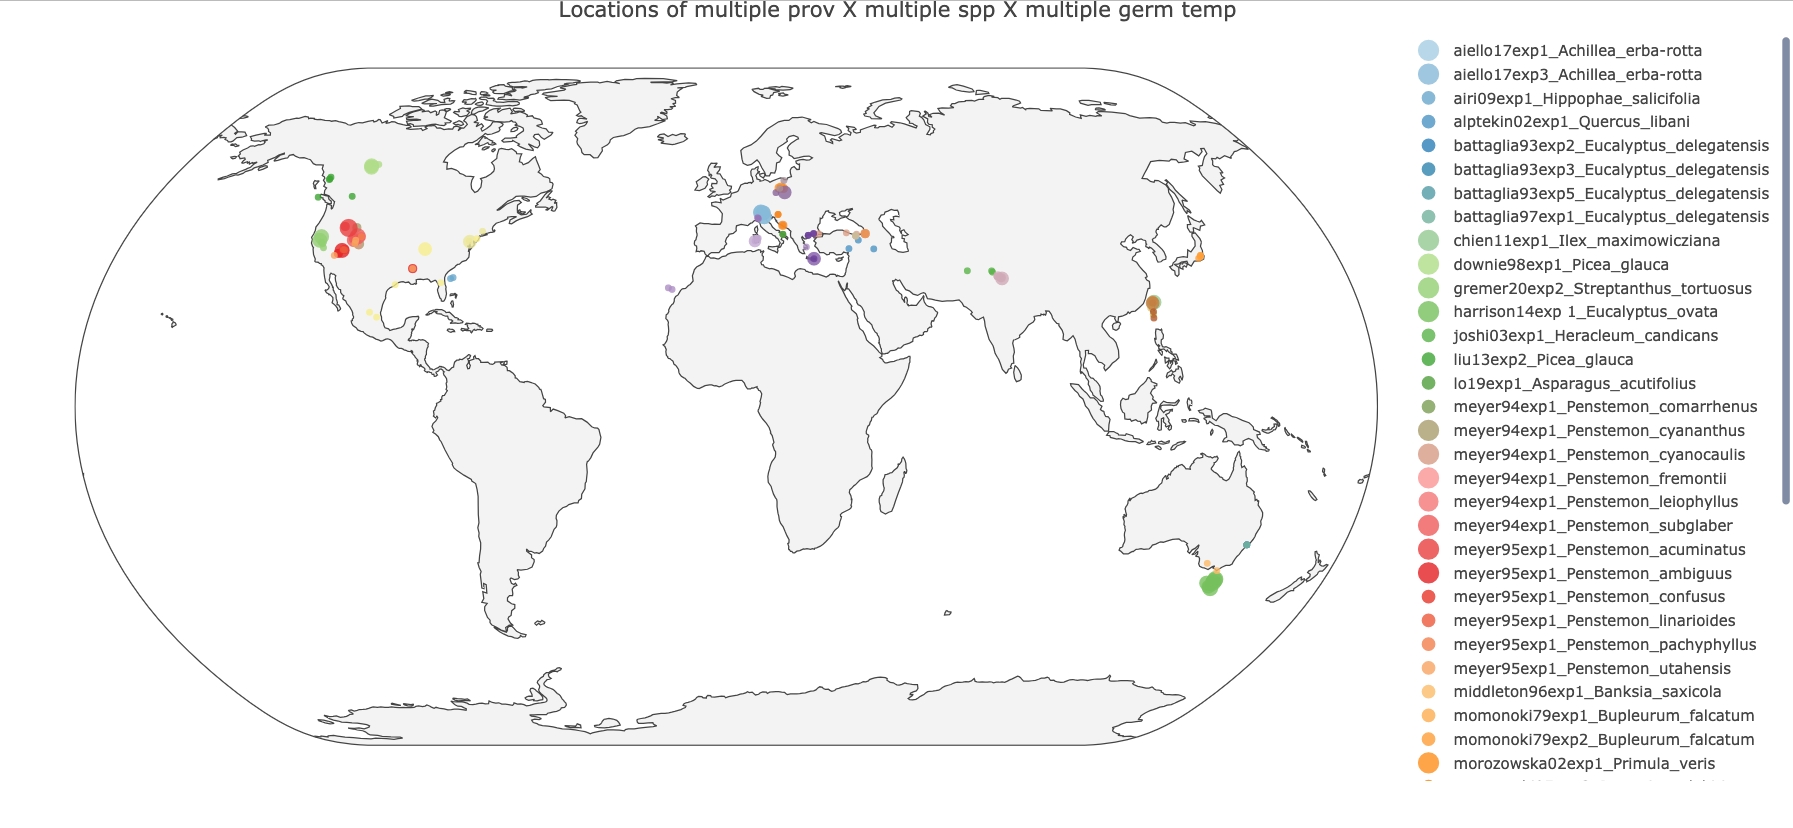 Locations of multiple prov X multiple spp X multiple germ temp
aiello17exp1_Achillea_erba-rotta
aiello17exp3_Achillea_erba-rotta
airi09exp1_Hippophae_salicifolia
alptekin02exp1_Quercus_libani
battaglia93exp2_Eucalyptus_delegatensis
battaglia93exp3_Eucalyptus_delegatensis
battaglia93exp5_Eucalyptus_delegatensis
battaglia97exp1_Eucalyptus_delegatensis
chien11exp1_Ilex_maximowicziana
downie98exp1_Picea_glauca
gremer20exp2_Streptanthus_tortuosus
harrison14exp 1_Eucalyptus_ovata
joshi03exp1_Heracleum_candicans
liu13exp2_Picea_glauca
lo19exp1_Asparagus_acutifolius
meyer94exp1_Penstemon_comarrhenus
meyer94exp1_Penstemon_cyananthus
meyer94exp1_Penstemon_cyanocaulis
meyer94exp1_Penstemon_fremontii
meyer94exp1_Penstemon_leiophyllus
meyer94exp1_Penstemon_subglaber
meyer95exp1_Penstemon_acuminatus
meyer95exp1_Penstemon_ambiguus
meyer95exp1_Penstemon_confusus
meyer95exp1_Penstemon_linarioides
meyer95exp1_Penstemon_pachyphyllus
meyer95exp1_Penstemon_utahensis
middleton96exp1_Banksia_saxicola
momonoki79exp1_Bupleurum_falcatum
momonoki79exp2_Bupleurum_falcatum
morozowska02exp1_Primula_veris